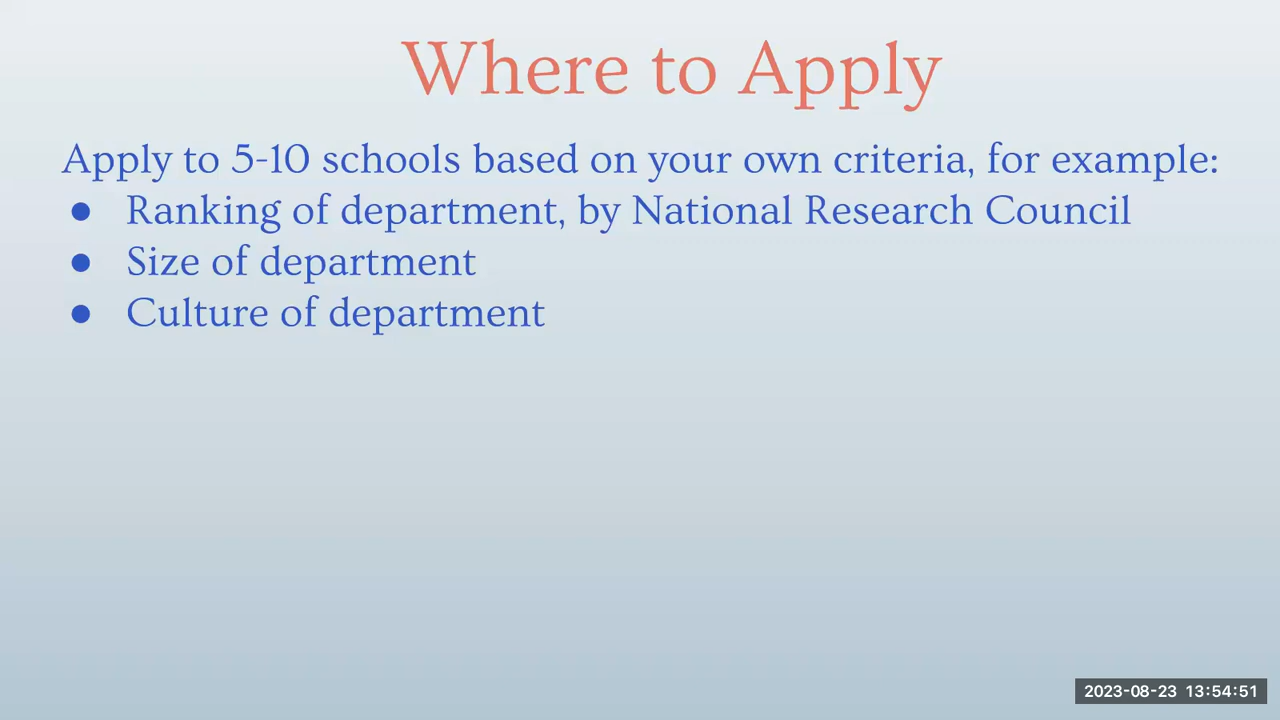 Where to Apply
Apply to 5-10 schools based on your own criteria, for example:
● Ranking of department, by National Research Council
● Size of department
● Culture of department
2023-08-23 13:54:51